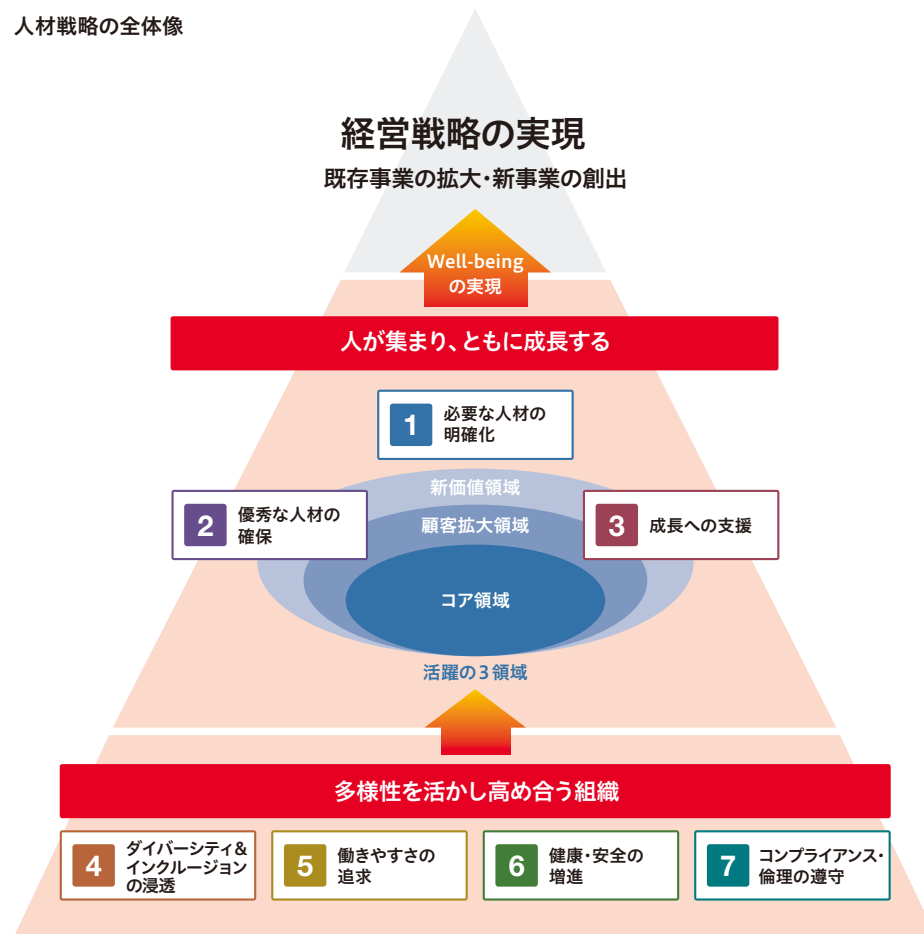 人材戦略の全体像
経営戦略の実現
既存事業の拡大・新事業の創出
Well-being
の実現
人が集まり、ともに成長する
1
必要な人材の
明確化
新価値領域
2
優秀な人材の
確保
顧客拡大領域
3
成長への支援
コア領域
活躍の3領域
多様性を活かし高め合う組織
4
ダイバーシティ&
インクルージョン
の浸透
5
働きやすさの
追求
6
健康・安全の
増進
7
コンプライアンス・
倫理の遵守